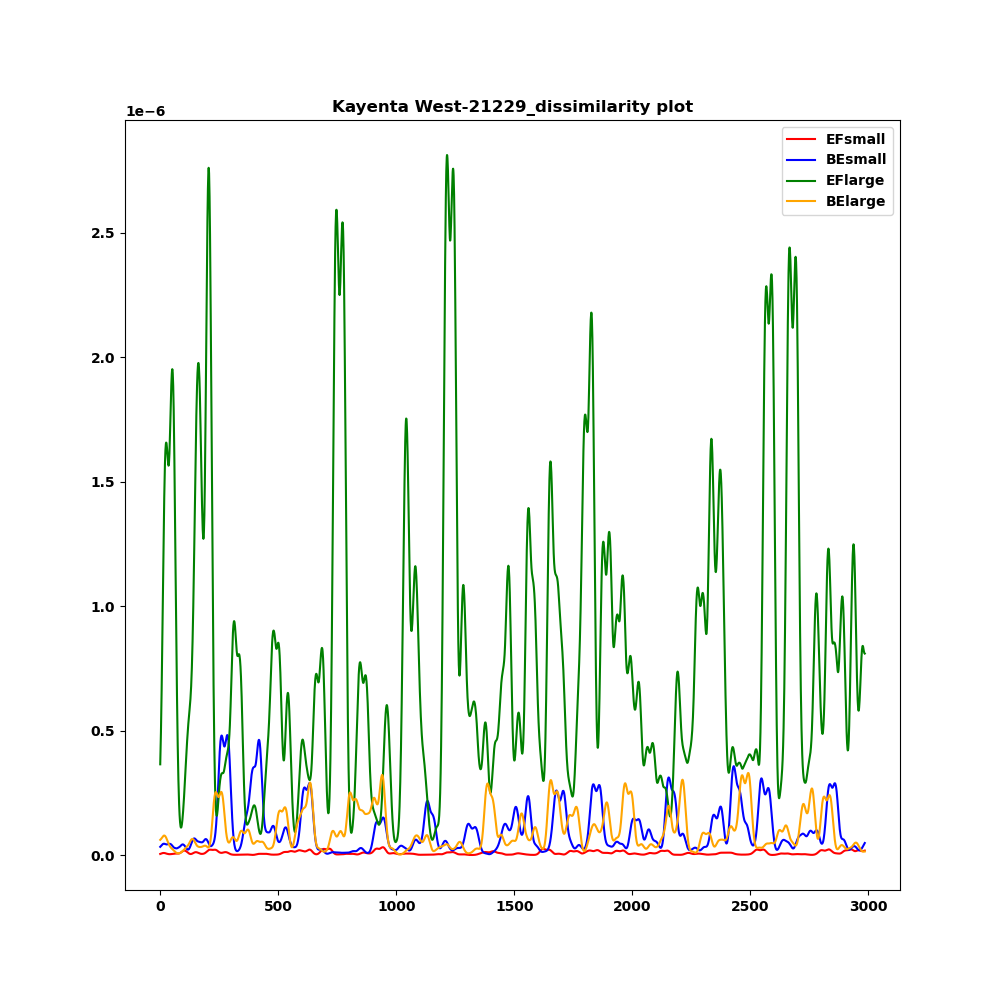 Kayenta West-21229_dissimilarity plot
1e−6
EFsmall
BEsmall
EFlarge
BElarge
2.5
2.0
1.5
1.0
0.5
0.0
0 500 1000 1500 2000 2500 3000